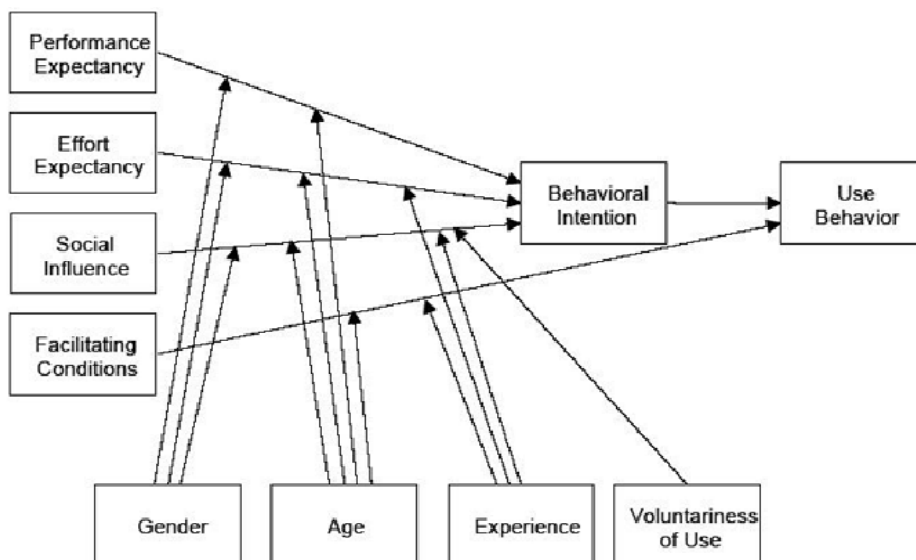 Performance
Expectancy
Effort
Expectancy
Social
Influence
Facilitating
Conditions
Behavioral
Intention
Use
Behavior
Gender
Age
Experience
Voluntariness
of Use